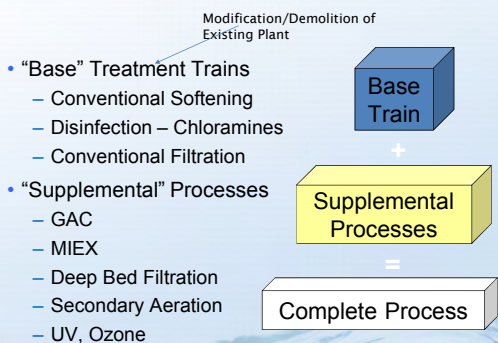 Modification/Demolition of
Existing Plant
• “Base” Treatment Trains
– Conventional Softening
– Disinfection – Chloramines
– Conventional Filtration
• “Supplemental” Processes
– GAC
– MIEX
– Deep Bed Filtration
– Secondary Aeration
– UV, Ozone
Base
Train
+
Supplemental
Processes
=
Complete Process